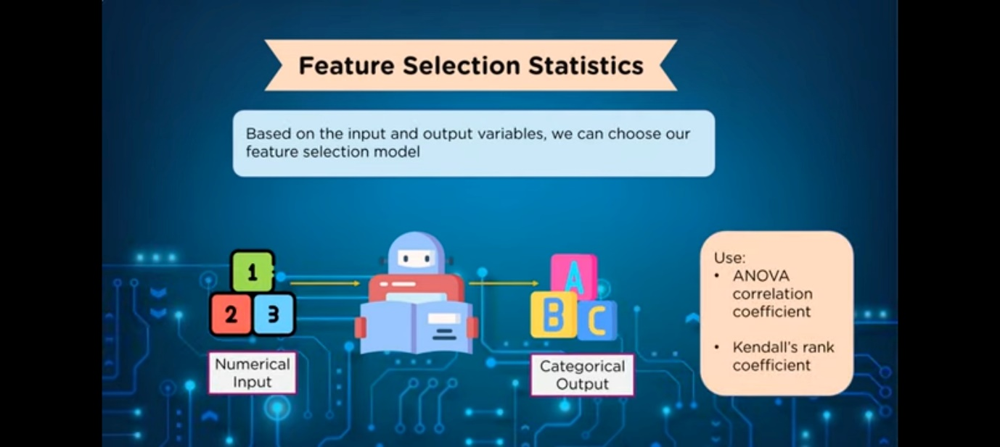 Feature Selection Statistics
Based on the input and output variables, we can choose our
feature selection model
1
2 3
Numerical
Input
A
B C
Categorical
Output
Use:
• ANOVA
correlation
coefficient
• Kendall's rank
coefficient